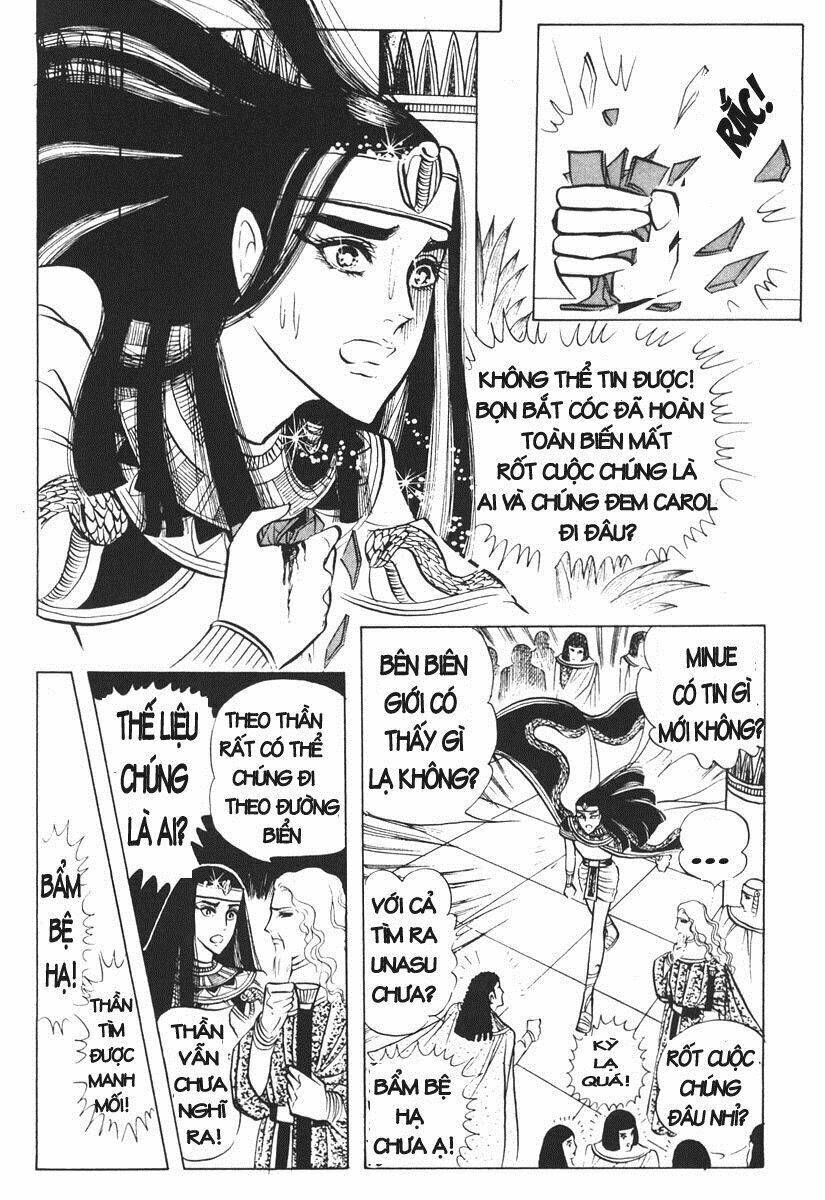 RẮC!
KHÔNG THỂ TIN ĐƯỢC!
BỌN BẮT CÓC ĐÃ HOÀN
TOÀN BIẾN MẤT
RỐT CUỘC CHÚNG LÀ
AI VÀ CHÚNG ĐEM CAROL
ĐI ĐÂU?
MINUE
CÓ TIN GÌ
MỚI KHÔNG?
BÊN BIÊN
GIỚI CÓ
THẤY GÌ
LẠ KHÔNG?
...
VỚI CẢ
TÌM RA
UNASU
CHƯA?
BẨM BỆ
HẠ
CHƯA Ạ!
KỲ
LẠ
QUÁ!
RỐT CUỘC
CHÚNG
ĐÂU NHỈ?
THEO THẦN
RẤT CÓ THỂ
CHÚNG ĐI
THEO ĐƯỜNG
BIỂN
THẾ LIỆU
CHÚNG
LÀ AI?
THẦN
VẪN
CHƯA
NGHĨ
RA!
BẨM
BỆ
HẠ!
THẦN
TÌM
ĐƯỢC
MANH
MỐI!